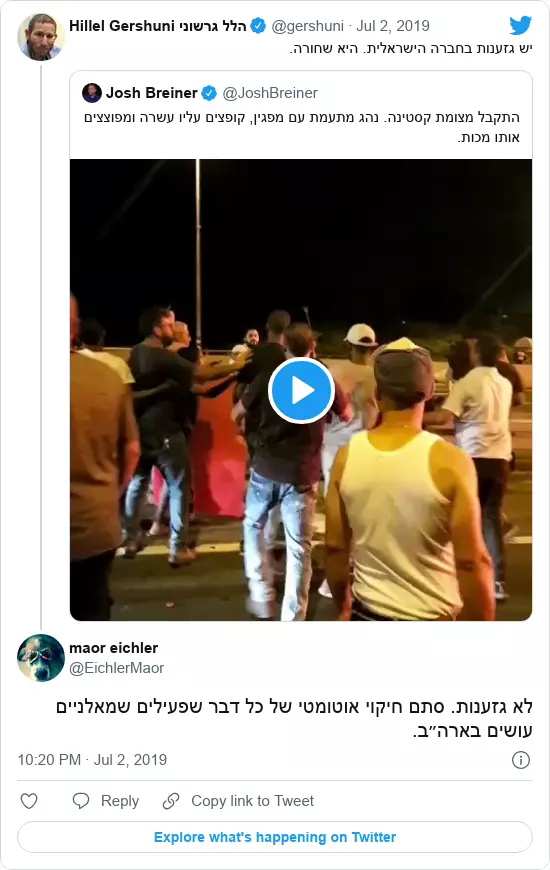 Hillel Gershuni הלל גרשוני @gershuni · Jul 2, 2019
יש גזענות בחברה הישראלית. היא שחורה.
Josh Breiner @JoshBreiner
התקבל מצומת קסטינה. נהג מתעמת עם מפגין, קופצים עליו עשרה ומפוצצים
אותו מכות.
maor eichler
@EichlerMaor
לא גזענות. סתם חיקוי אוטומטי של כל דבר שפעילים שמאלניים
עושים בארה״ב.
10:20 PM · Jul 2, 2019
Reply
Copy link to Tweet
Explore what's happening on Twitter